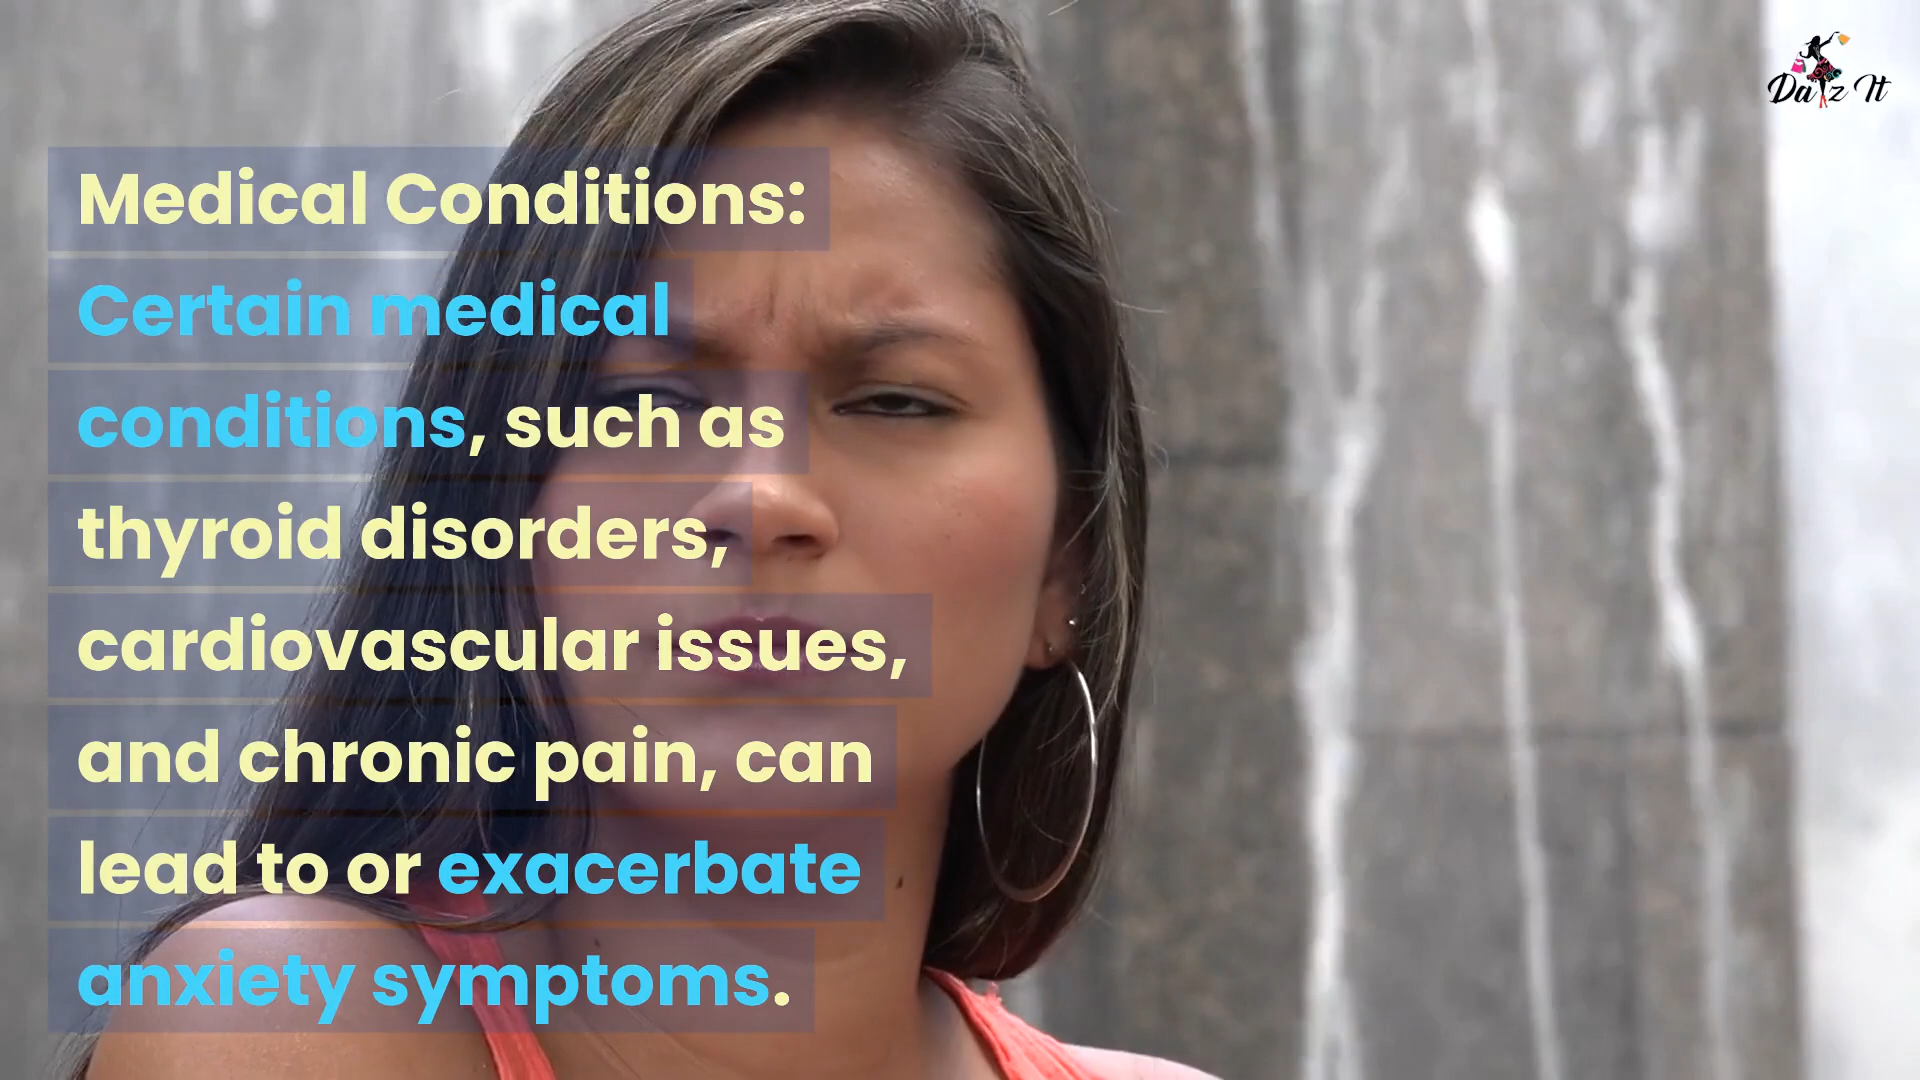 Medical Conditions:
Certain medical
conditions, such as
thyroid disorders,
cardiovascular issues,
and chronic pain, can
lead to or exacerbate
anxiety symptoms.
Da z It